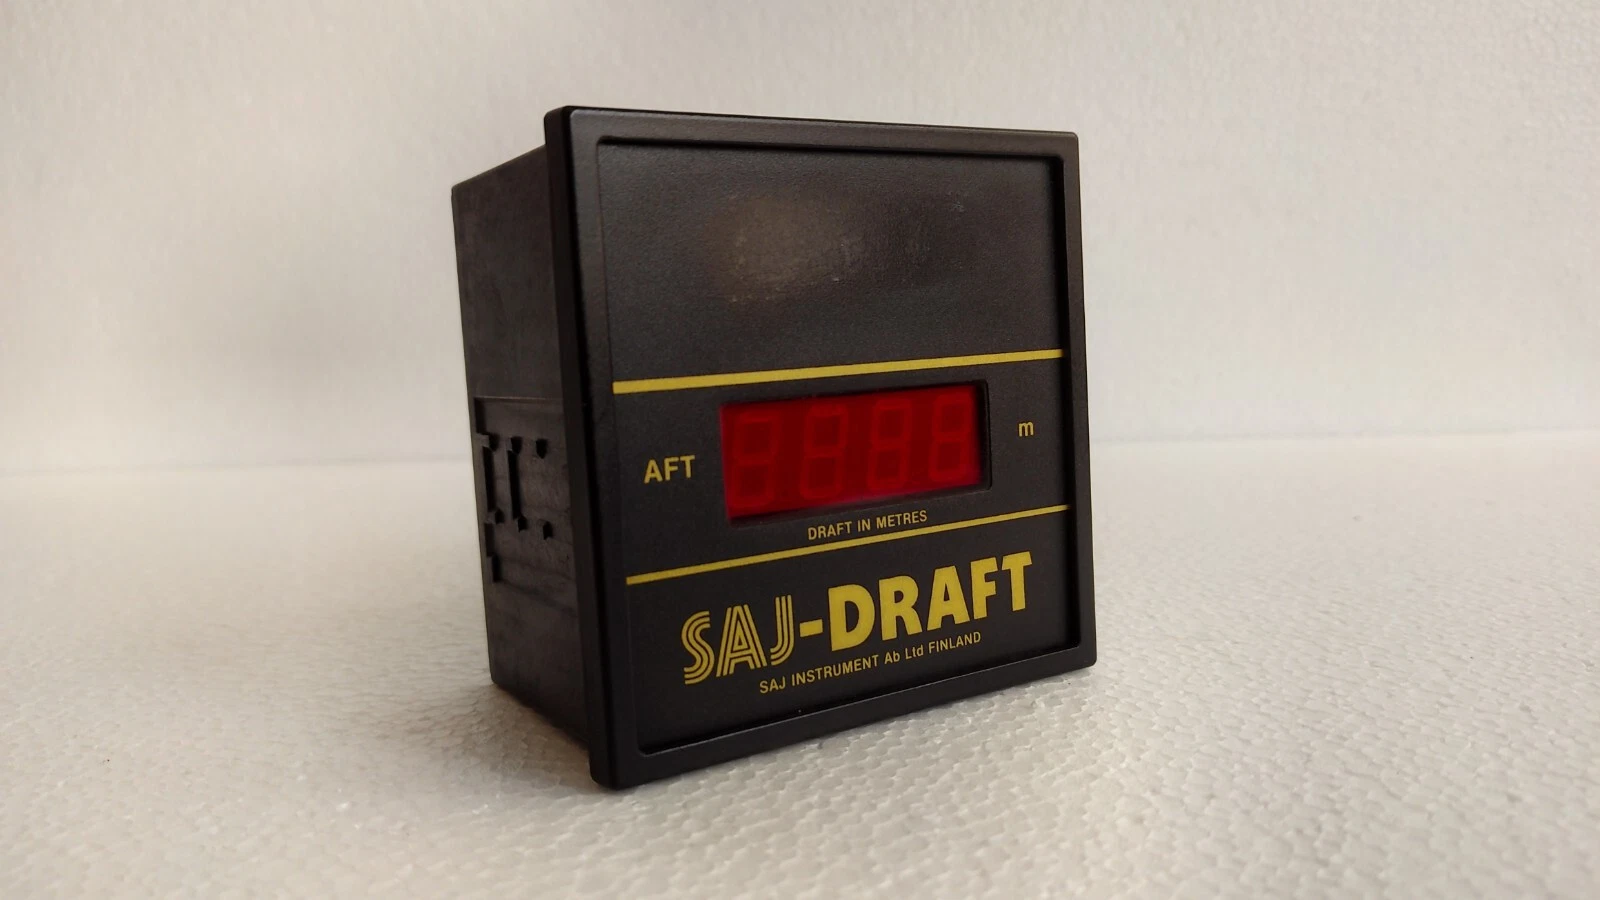 AFT
m
DRAFT IN METRES
SAJ-DRAFT
SAJ INSTRUMENT Ab Ltd FINLAND